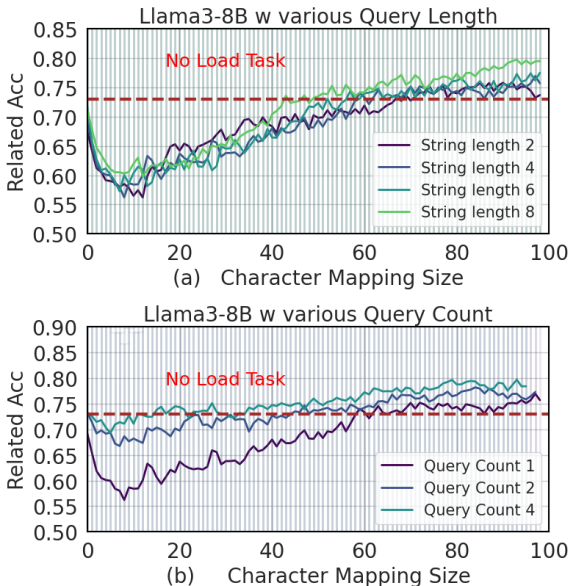 Llama3-8B w various Query Length
0.85
0.80
0.75
0.70
0.65
0.60
0.55
0.50
Related Acc
No Load Task
String length 2
String length 4
String length 6
String length 8
0 20 40 60 80 100
(a) Character Mapping Size
Llama3-8B w various Query Count
0.90
0.85
0.80
0.75
0.70
0.65
0.60
0.55
0.50
Related Acc
No Load Task
Query Count 1
Query Count 2
Query Count 4
0 20 40 60 80 100
(b) Character Mapping Size